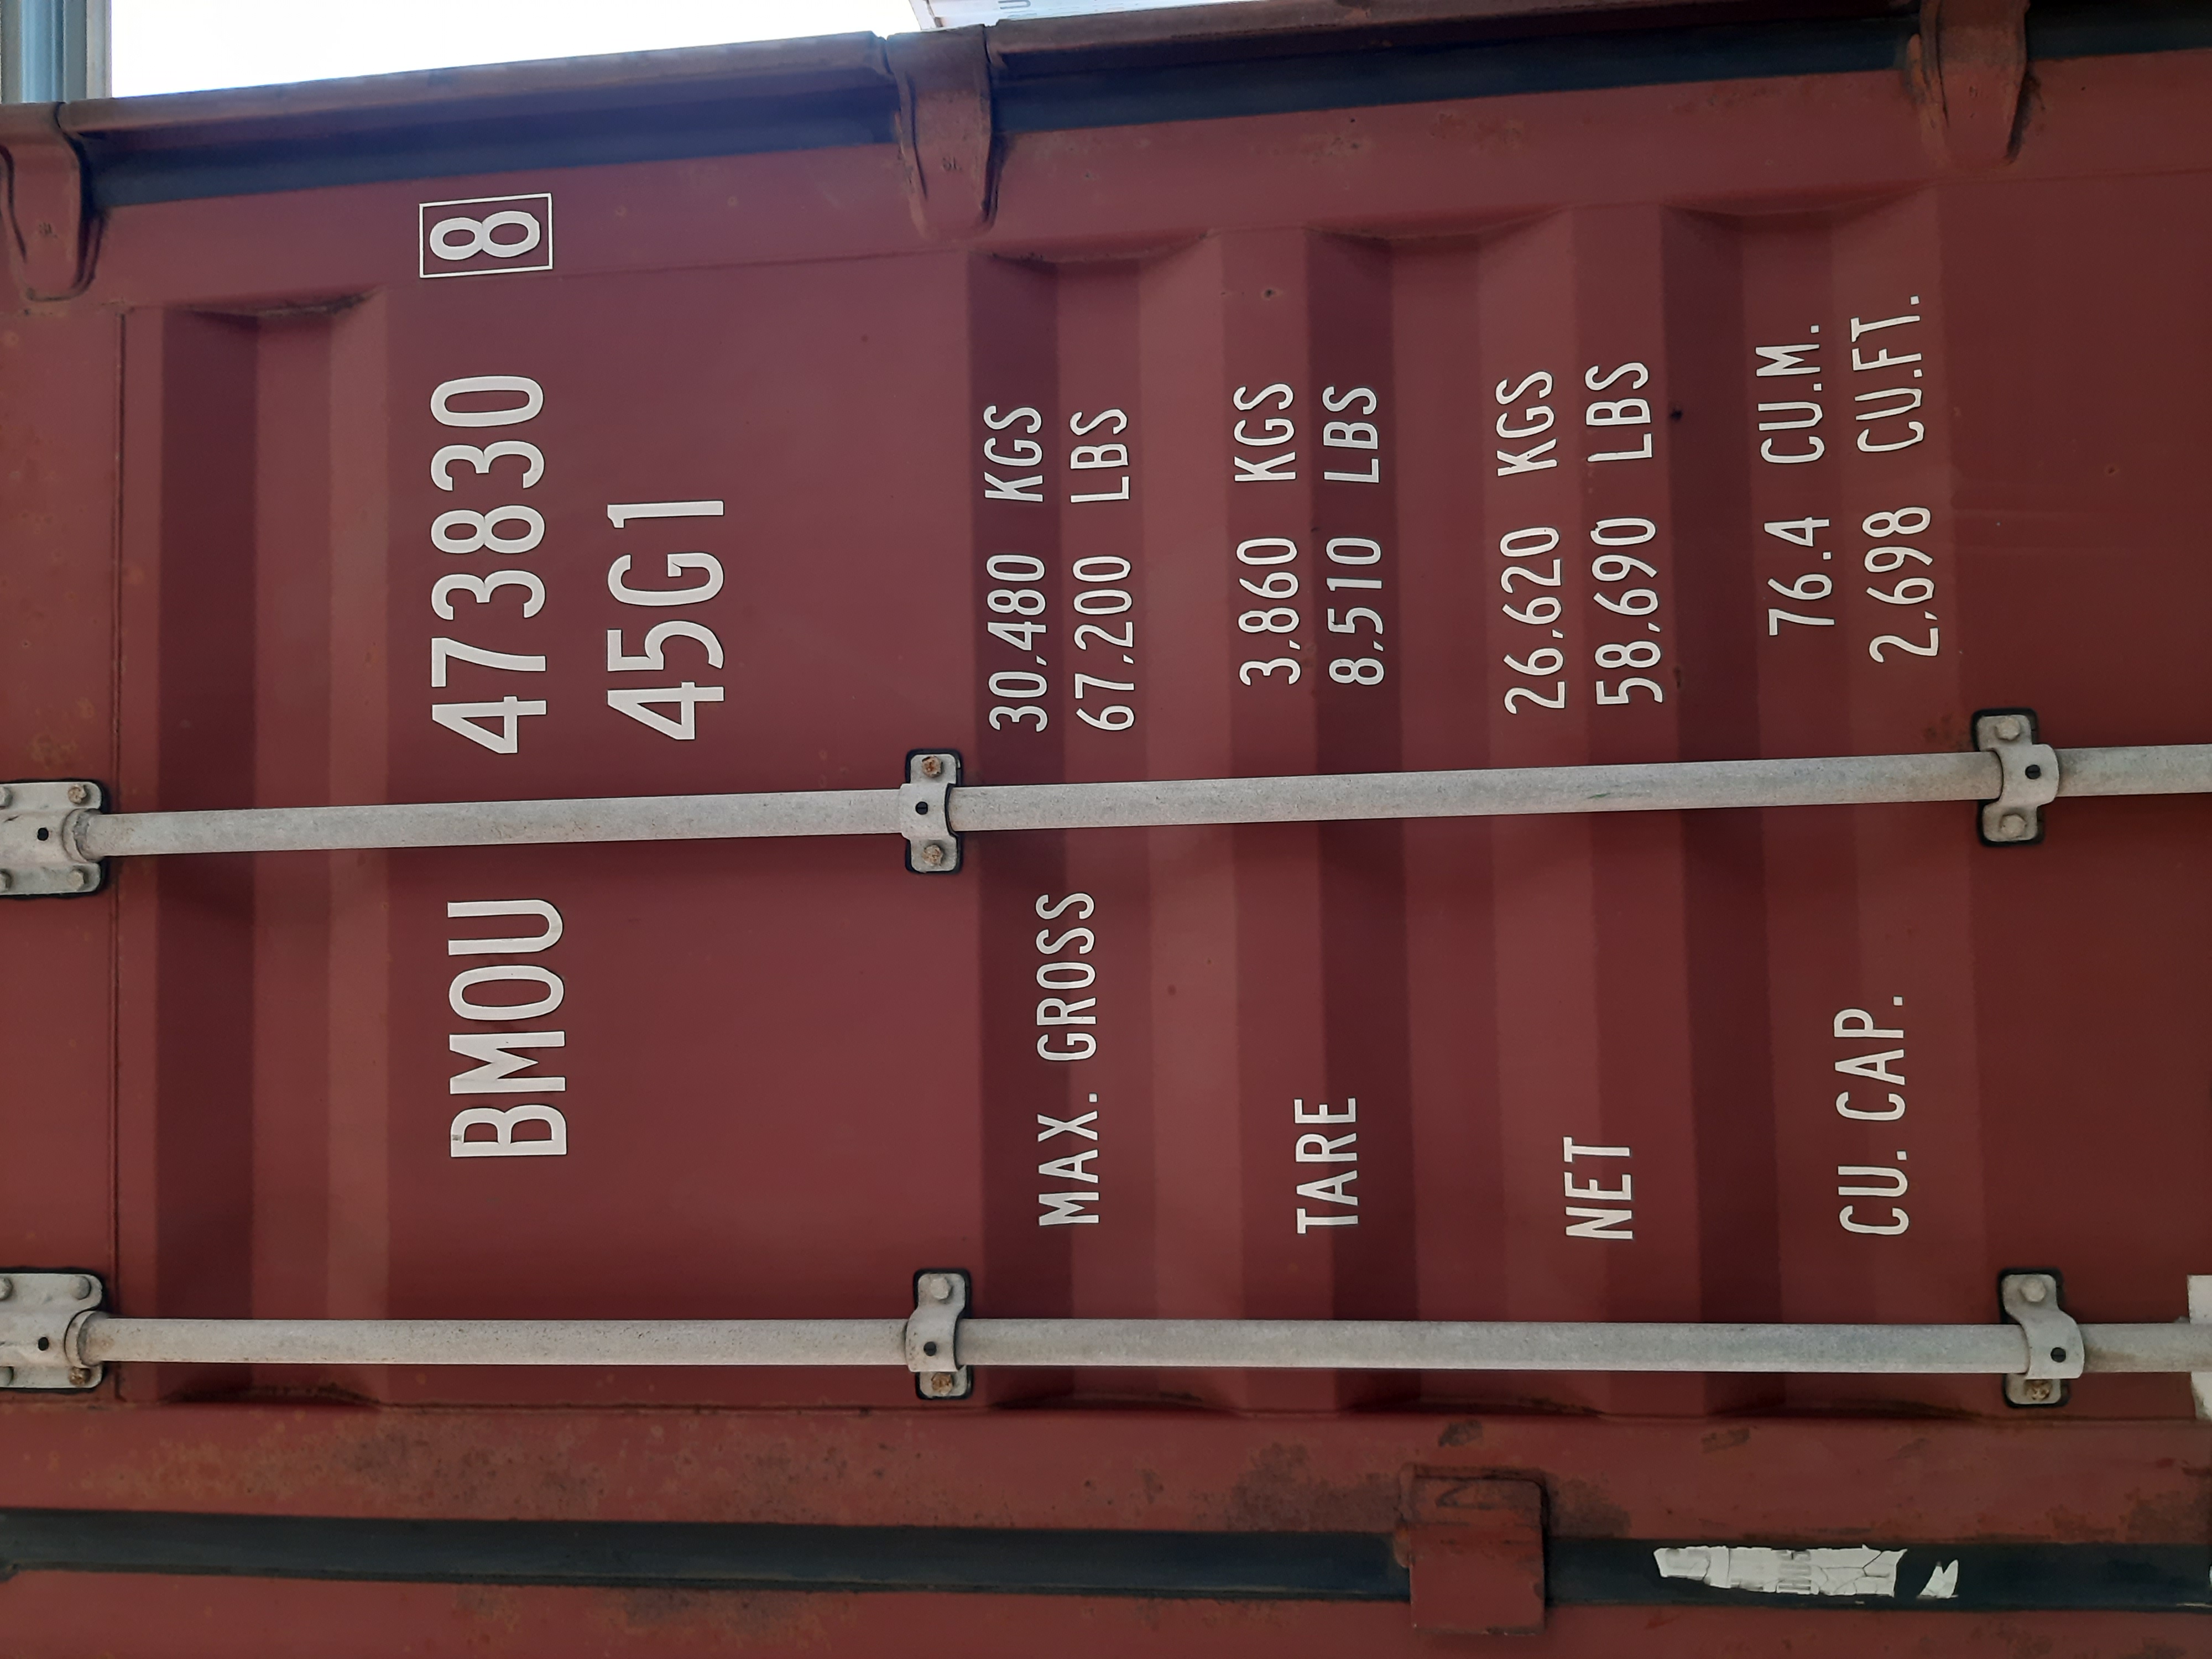 BMOU 473830 8
45G1
MAX. GROSS 30,480 KGS
67,200 LBS
TARE 3,860 KGS
8,510 LBS
NET 26,620 KGS
58,690 LBS
CU. CAP. 76.4 CU.M.
2,698 CU.FT.